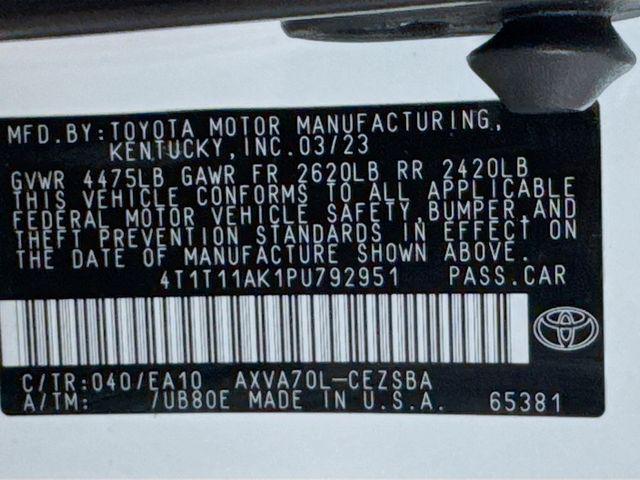 MFD.BY:TOYOTA MOTOR MANUFACTURING,
KENTUCKY,INC.03/23
GVWR 4475LB GAWR FR 2620LB RR 2420LB
THIS VEHICLE CONFORMS TO ALL APPLICABLE
FEDERAL MOTOR VEHICLE SAFETY,BUMPER,AND
THEFT PREVENTION STANDARDS IN EFFECT ON
THE DATE OF MANUFACTURE SHOWN ABOVE.
4T1T11AK1PU792951 PASS.CAR
C/TR:040/EA10 AXVA70L-CEZSBA
A/TM: /UB80E MADE IN U.S.A. 65381